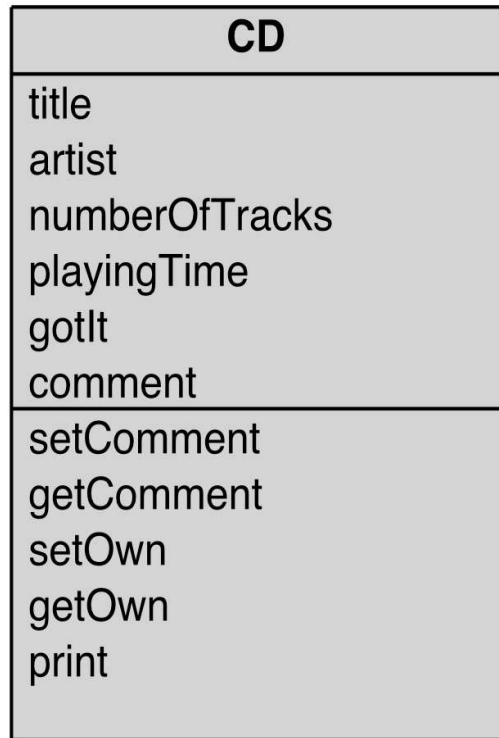 CD
title
artist
numberOfTracks
playingTime
gotIt
comment
setComment
getComment
setOwn
getOwn
print